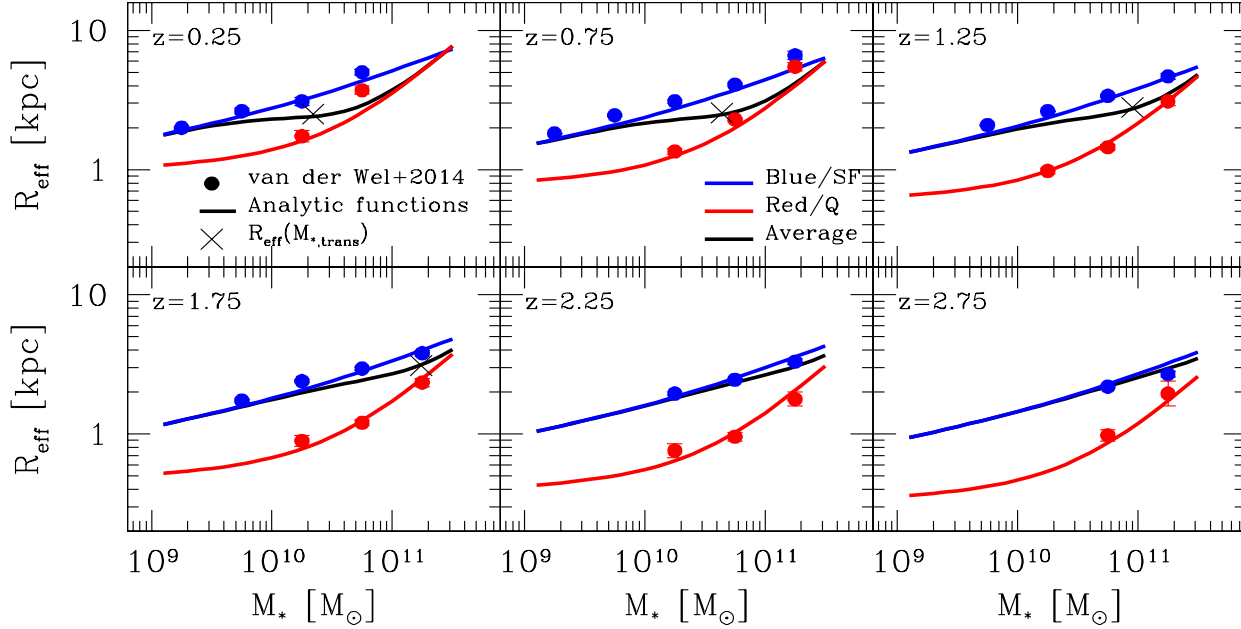 10
1
R_eff [kpc]
z=0.25
van der Wel+2014
Analytic functions
R_eff(M_*,trans)
z=0.75
Blue/SF
Red/Q
Average
z=1.25
10
1
R_eff [kpc]
z=1.75
z=2.25
z=2.75
10^9 10^10 10^11 10^9 10^10 10^11 10^9 10^10 10^11
M_* [M_⊙] M_* [M_⊙] M_* [M_⊙]